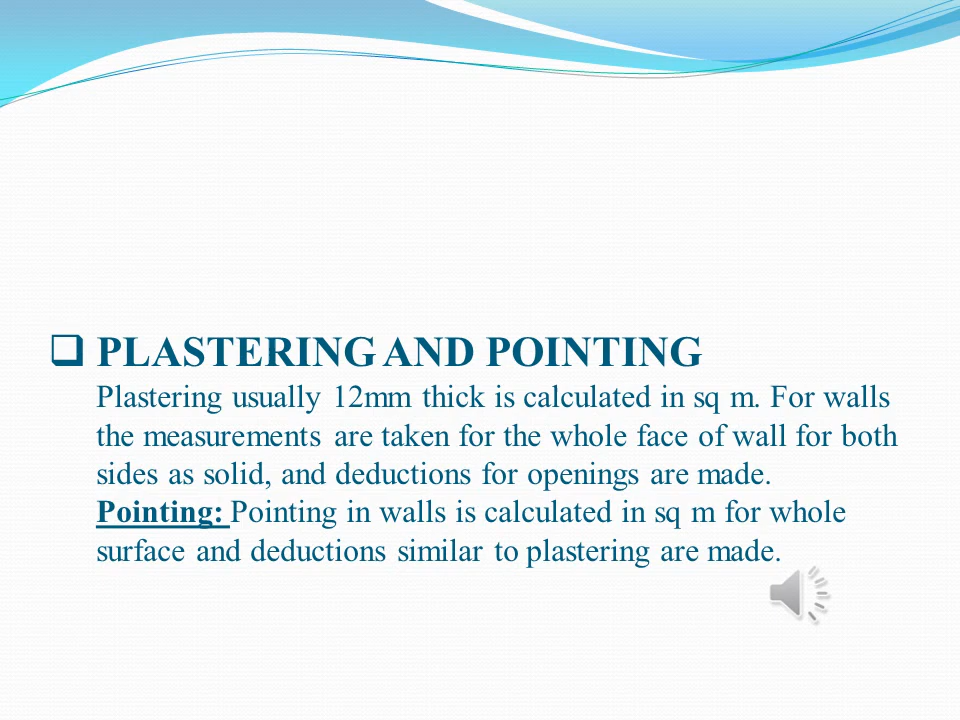 ❑ PLASTERING AND POINTING
Plastering usually 12mm thick is calculated in sq m. For walls
the measurements are taken for the whole face of wall for both
sides as solid, and deductions for openings are made.
Pointing: Pointing in walls is calculated in sq m for whole
surface and deductions similar to plastering are made.